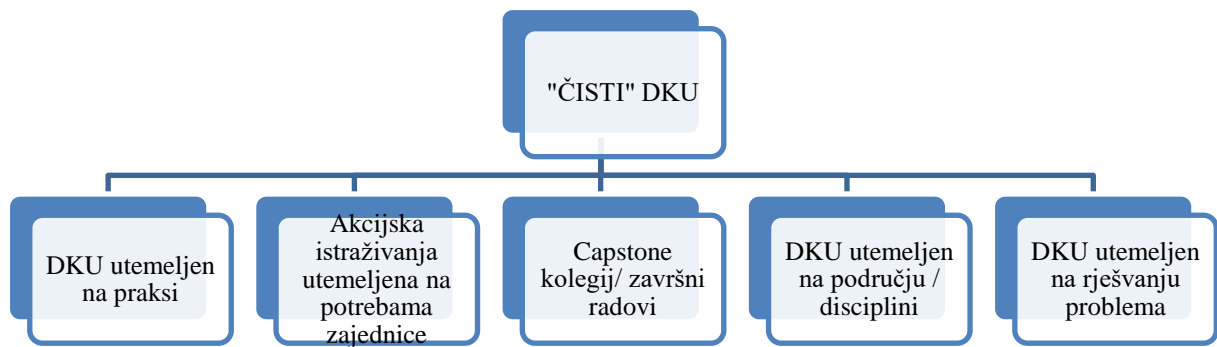 "ČISTI" DKU
DKU utemeljen
na praksi
Akcijska
istraživanja
utemeljena na
potrebama
zajednice
Capstone
kolegij/ završni
radovi
DKU utemeljen
na području /
disciplini
DKU utemeljen
na rješvanju
problema